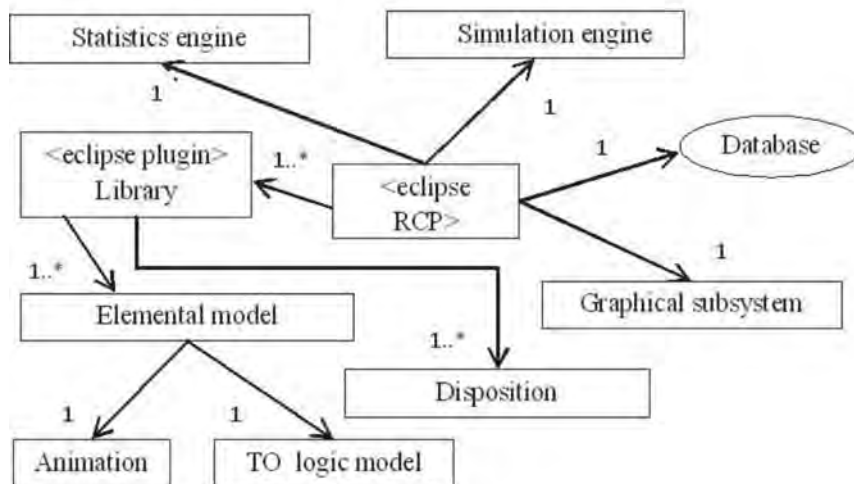 Statistics engine
Simulation engine
1
1
Database
<eclipse plugin>
Library
1..*
<eclipse
RCP>
1
1
1..*
Elemental model
Graphical subsystem
1..*
Disposition
1
1
Animation
TO logic model